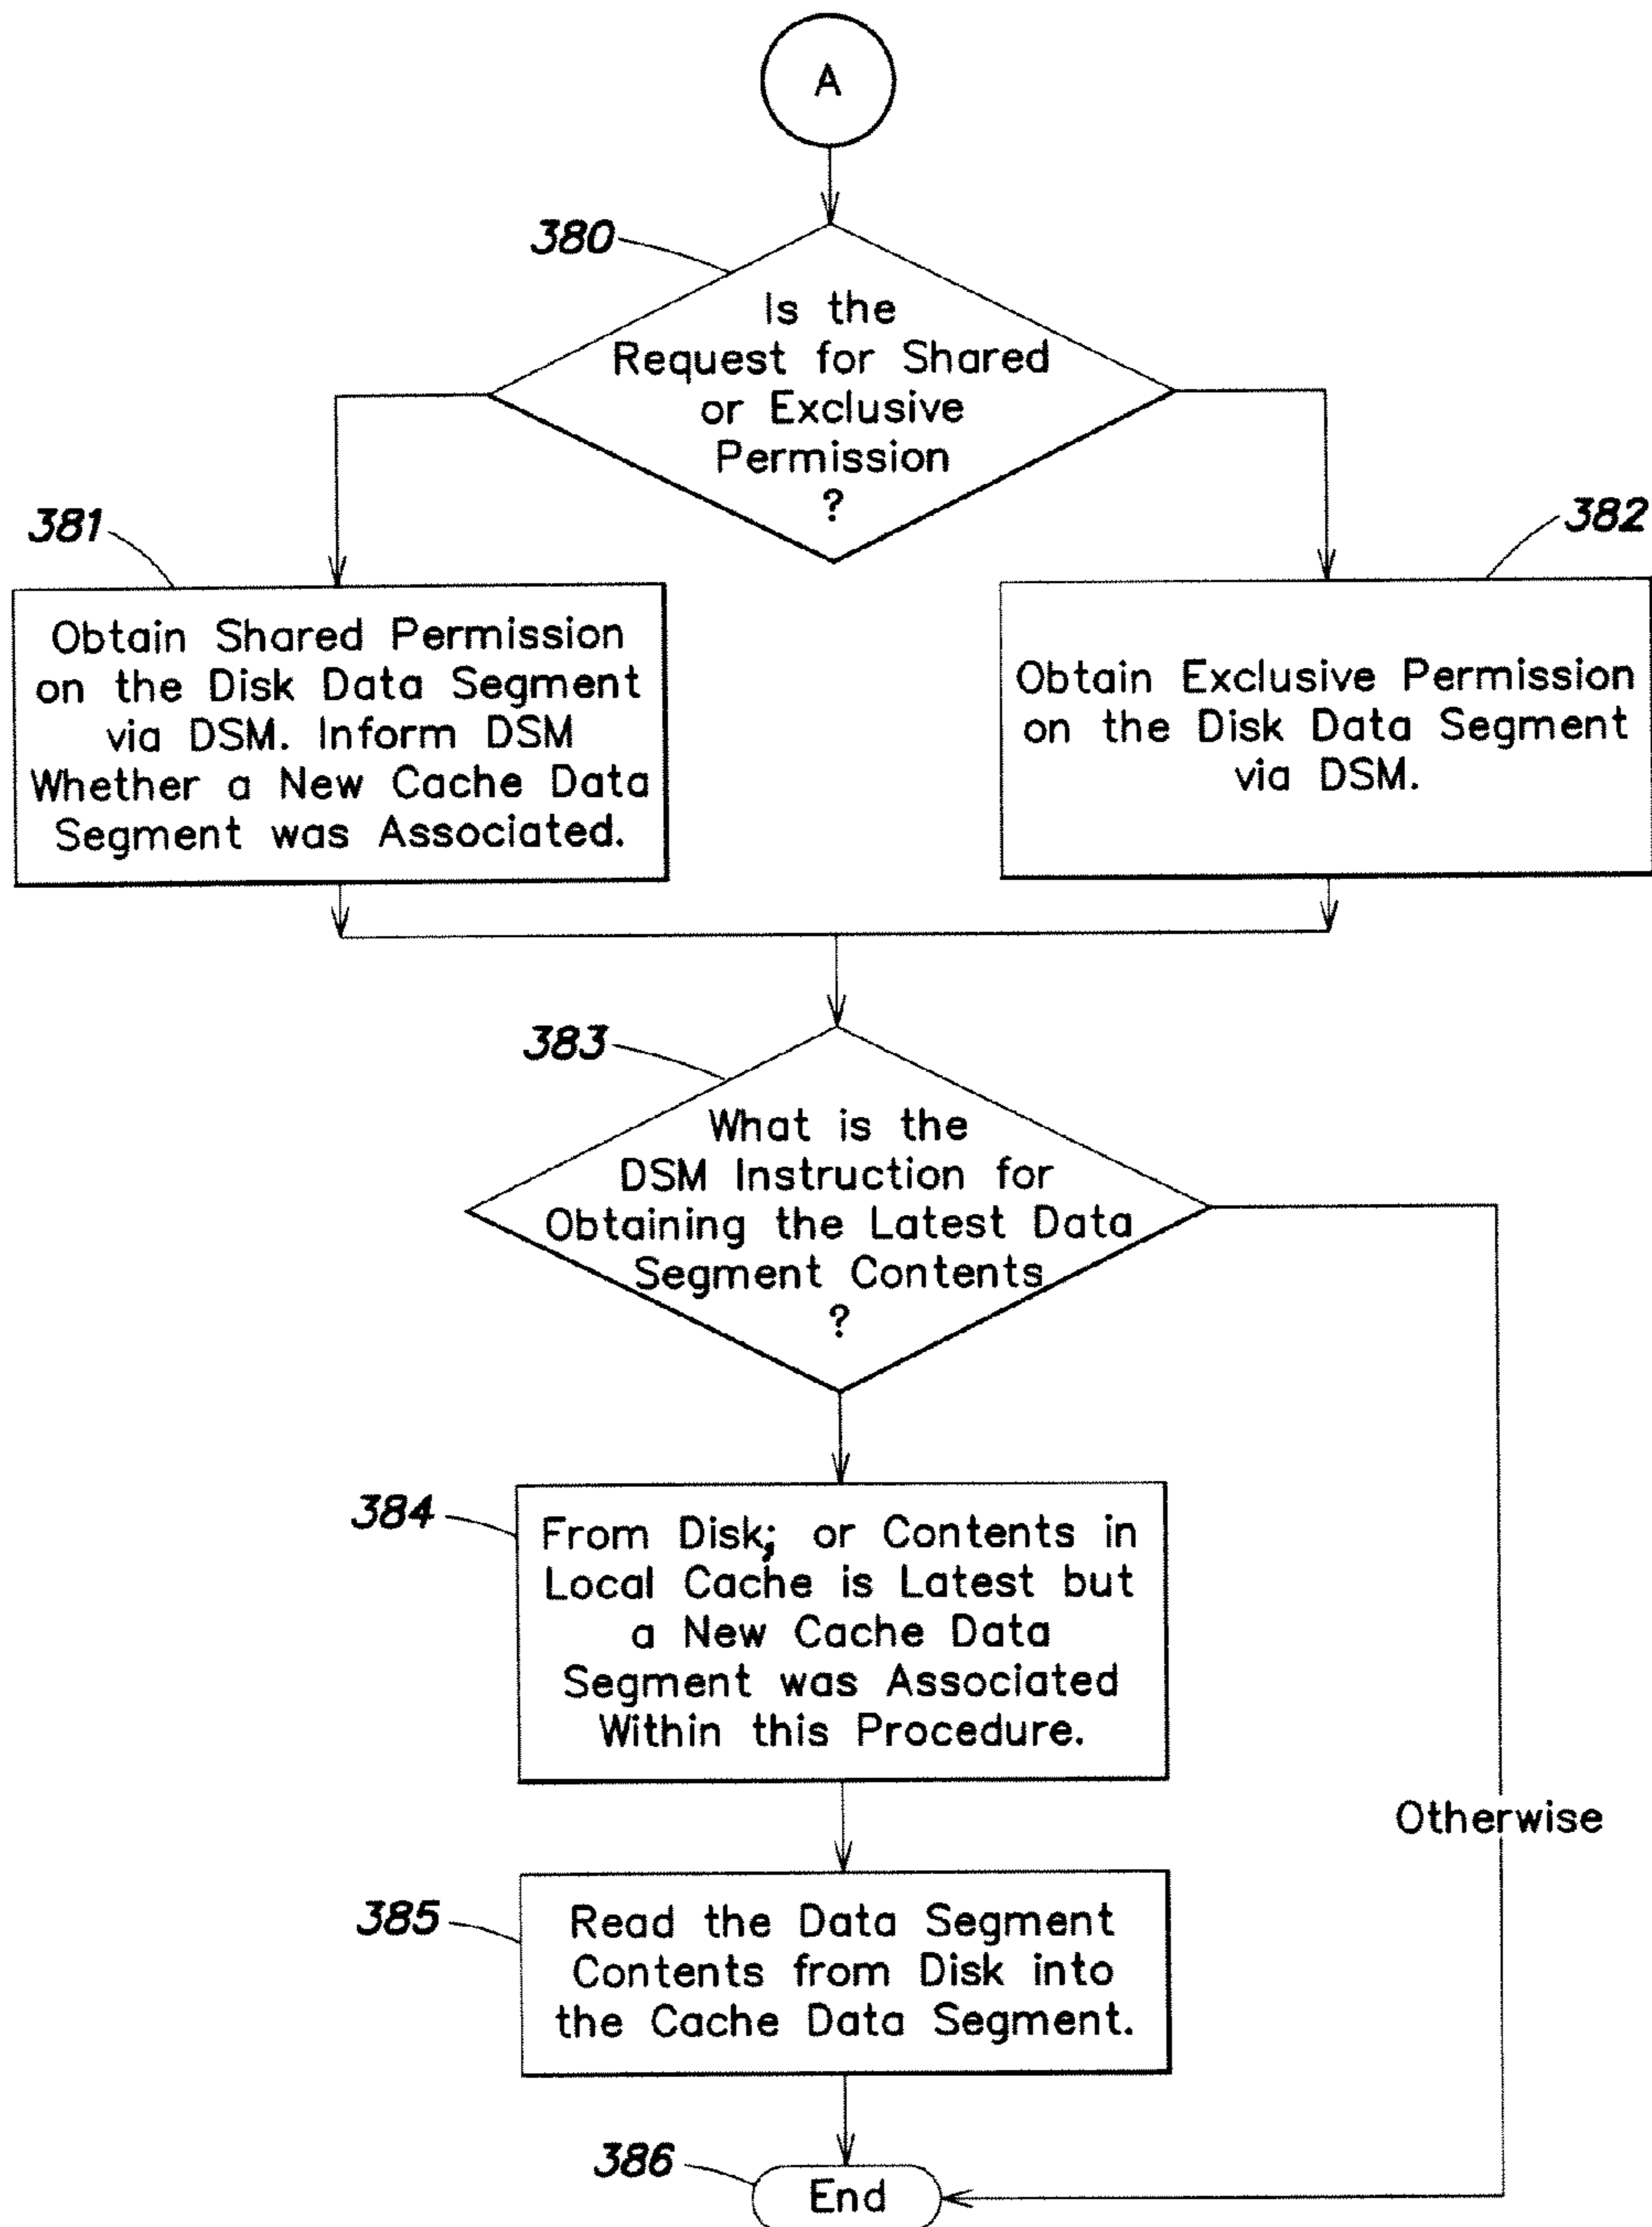 A
380
Is the
Request for Shared
or Exclusive
Permission
?
381
Obtain Shared Permission
on the Disk Data Segment
via DSM. Inform DSM
Whether a New Cache Data
Segment was Associated.
382
Obtain Exclusive Permission
on the Disk Data Segment
via DSM.
383
What is the
DSM Instruction for
Obtaining the Latest Data
Segment Contents
?
384
From Disk; or Contents in
Local Cache is Latest but
a New Cache Data
Segment was Associated
Within this Procedure.
Otherwise
385
Read the Data Segment
Contents from Disk into
the Cache Data Segment.
386
End